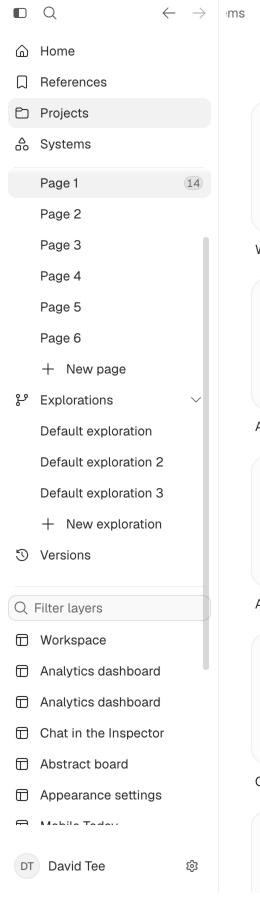 ms
Home
References
Projects
Systems
Page 1
14
Page 2
Page 3
Page 4
Page 5
Page 6
New page
Explorations
Default exploration
Default exploration 2
Default exploration 3
New exploration
Versions
Filter layers
Workspace
Analytics dashboard
Analytics dashboard
Chat in the Inspector
Abstract board
Appearance settings
Mobile Today
DT
David Tee